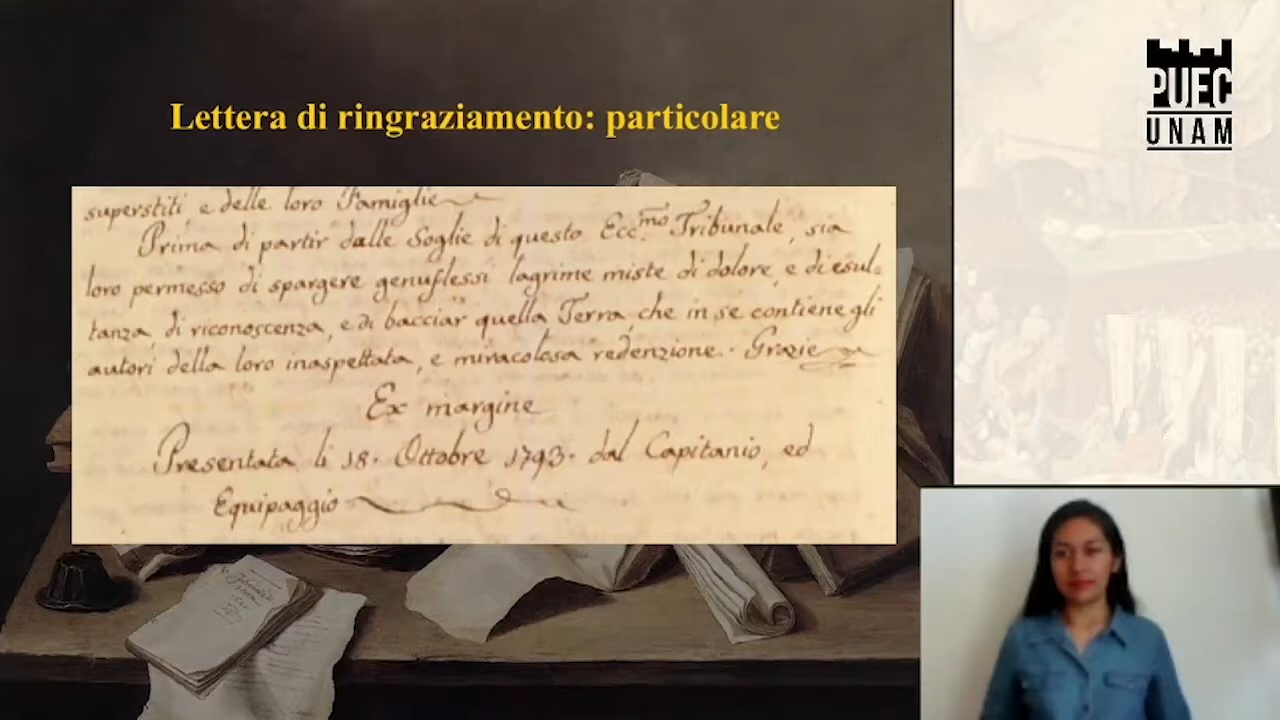 Lettera di ringraziamento: particolare
superstiti, e delle loro Famiglie
Prima di partir dalle Soglie di questo Ecc.mo Tribunale, sia
loro permesso di spargere genuflessi lagrime miste di dolore, e di esul-
tanza, di riconoscenza, e di bacciar quella Terra, che in se contiene gli
autori della loro inaspettata, e miracolosa redenzione. Grazie
Ex margine
Presentata li 18. Ottobre 1793. dal Capitanio, ed
Equipaggio
PUEC
UNAM